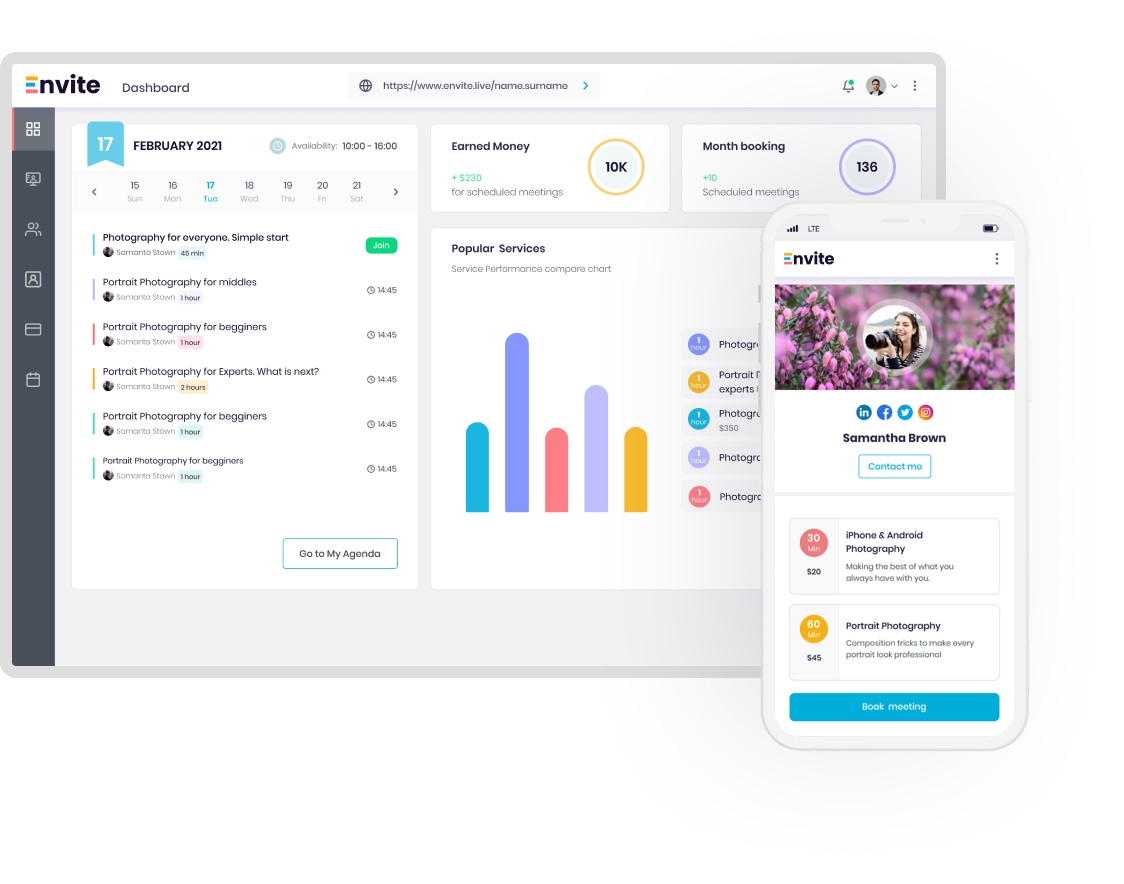 Envite
Dashboard
https://www.envite.live/name.surname
17
FEBRUARY 2021
Availability: 10:00 - 16:00
15 16 17 18 19 20 21
Sun Mon Tue Wed Thu Fri Sat
Photography for everyone. Simple start
Samanta Stown 45 min
Join
Portrait Photography for middles
Samanta Stown 1 hour
14:45
Portrait Photography for begginers
Samanta Stown 1 hour
14:45
Portrait Photography for Experts. What is next?
Samanta Stown 2 hours
14:45
Portrait Photography for begginers
Samanta Stown 1 hour
14:45
Portrait Photography for begginers
Samanta Stown 1 hour
14:45
Go to My Agenda
Earned Money
+ $230
for scheduled meetings
10K
Month booking
+10
Scheduled meetings
136
Popular Services
Service Performance compare chart
1
hour
Photogr
1
hour
Portrait
experts
1
hour
Photogr
$350
1
hour
Photogr
1
hour
Photogr
LTE
Envite
Samantha Brown
Contact me
30
Min
$20
iPhone & Android
Photography
Making the best of what you
always have with you.
60
Min
$45
Portrait Photography
Composition tricks to make every
portrait look professional
Book meeting